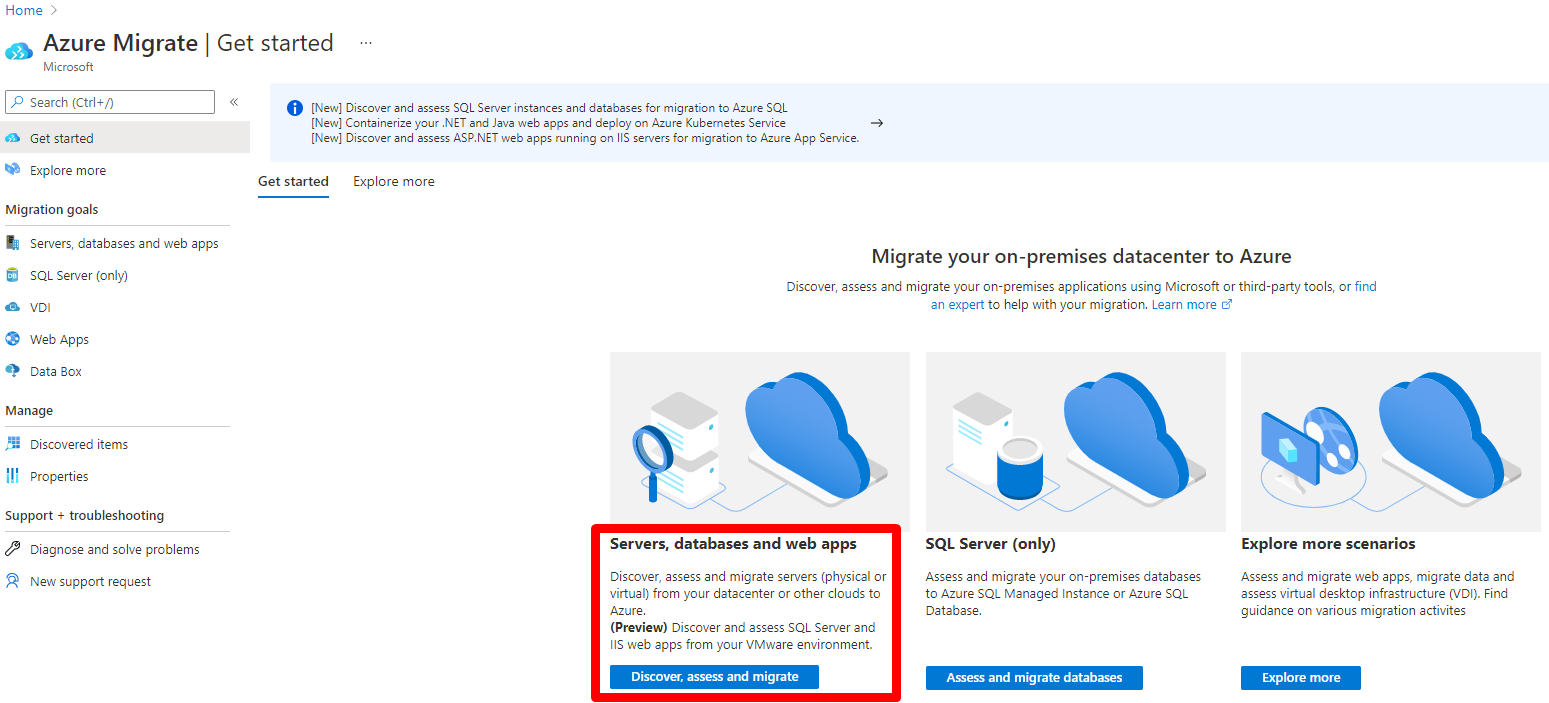 Home
Azure Migrate | Get started ...
Microsoft
Search (Ctrl+/)
«
Get started
Explore more
Migration goals
Servers, databases and web apps
SQL Server (only)
VDI
Web Apps
Data Box
Manage
Discovered items
Properties
Support + troubleshooting
Diagnose and solve problems
New support request
[New] Discover and assess SQL Server instances and databases for migration to Azure SQL
[New] Containerize your .NET and Java web apps and deploy on Azure Kubernetes Service
[New] Discover and assess ASP.NET web apps running on IIS servers for migration to Azure App Service.
Get started Explore more
Migrate your on-premises datacenter to Azure
Discover, assess and migrate your on-premises applications using Microsoft or third-party tools, or find
an expert to help with your migration. Learn more
Servers, databases and web apps
Discover, assess and migrate servers (physical or
virtual) from your datacenter or other clouds to
Azure.
(Preview) Discover and assess SQL Server and
IIS web apps from your VMware environment.
Discover, assess and migrate
SQL Server (only)
Assess and migrate your on-premises databases
to Azure SQL Managed Instance or Azure SQL
Database.
Assess and migrate databases
Explore more scenarios
Assess and migrate web apps, migrate data and
assess virtual desktop infrastructure (VDI). Find
guidance on various migration activites
Explore more